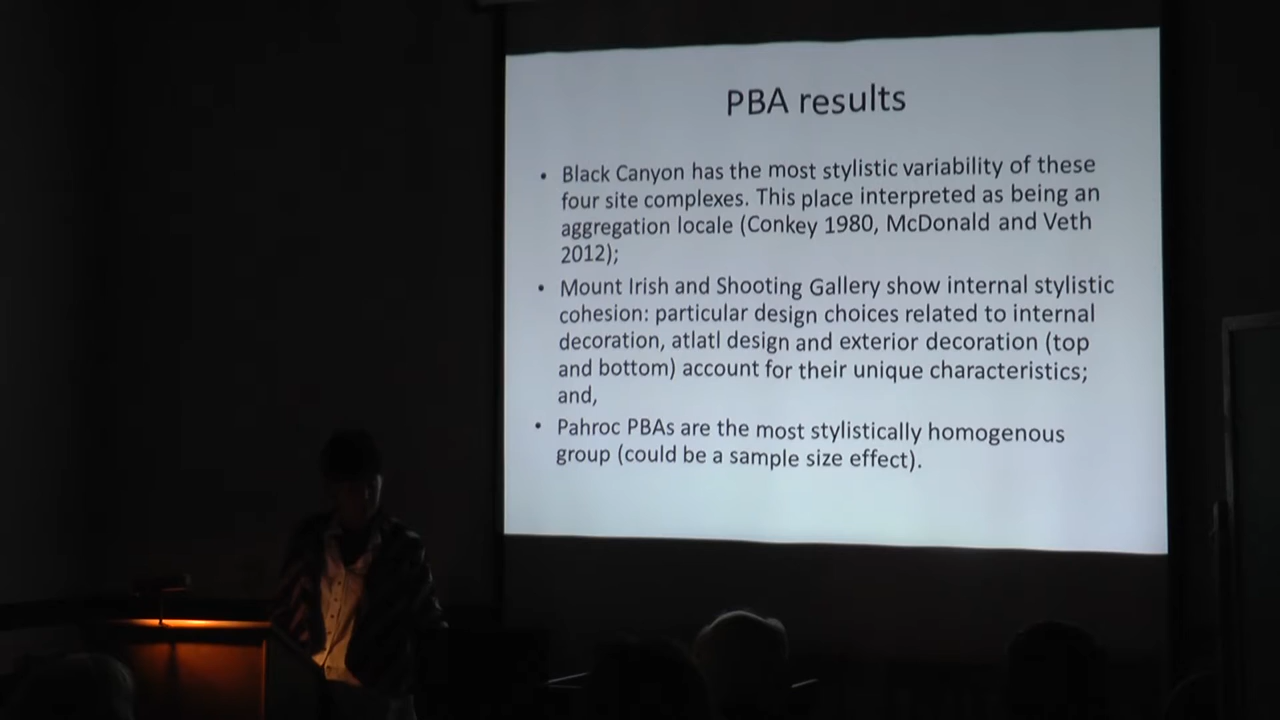 PBA results
• Black Canyon has the most stylistic variability of these
four site complexes. This place interpreted as being an
aggregation locale (Conkey 1980, McDonald and Veth
2012);
• Mount Irish and Shooting Gallery show internal stylistic
cohesion: particular design choices related to internal
decoration, atlatl design and exterior decoration (top
and bottom) account for their unique characteristics;
and,
• Pahroc PBAs are the most stylistically homogenous
group (could be a sample size effect).